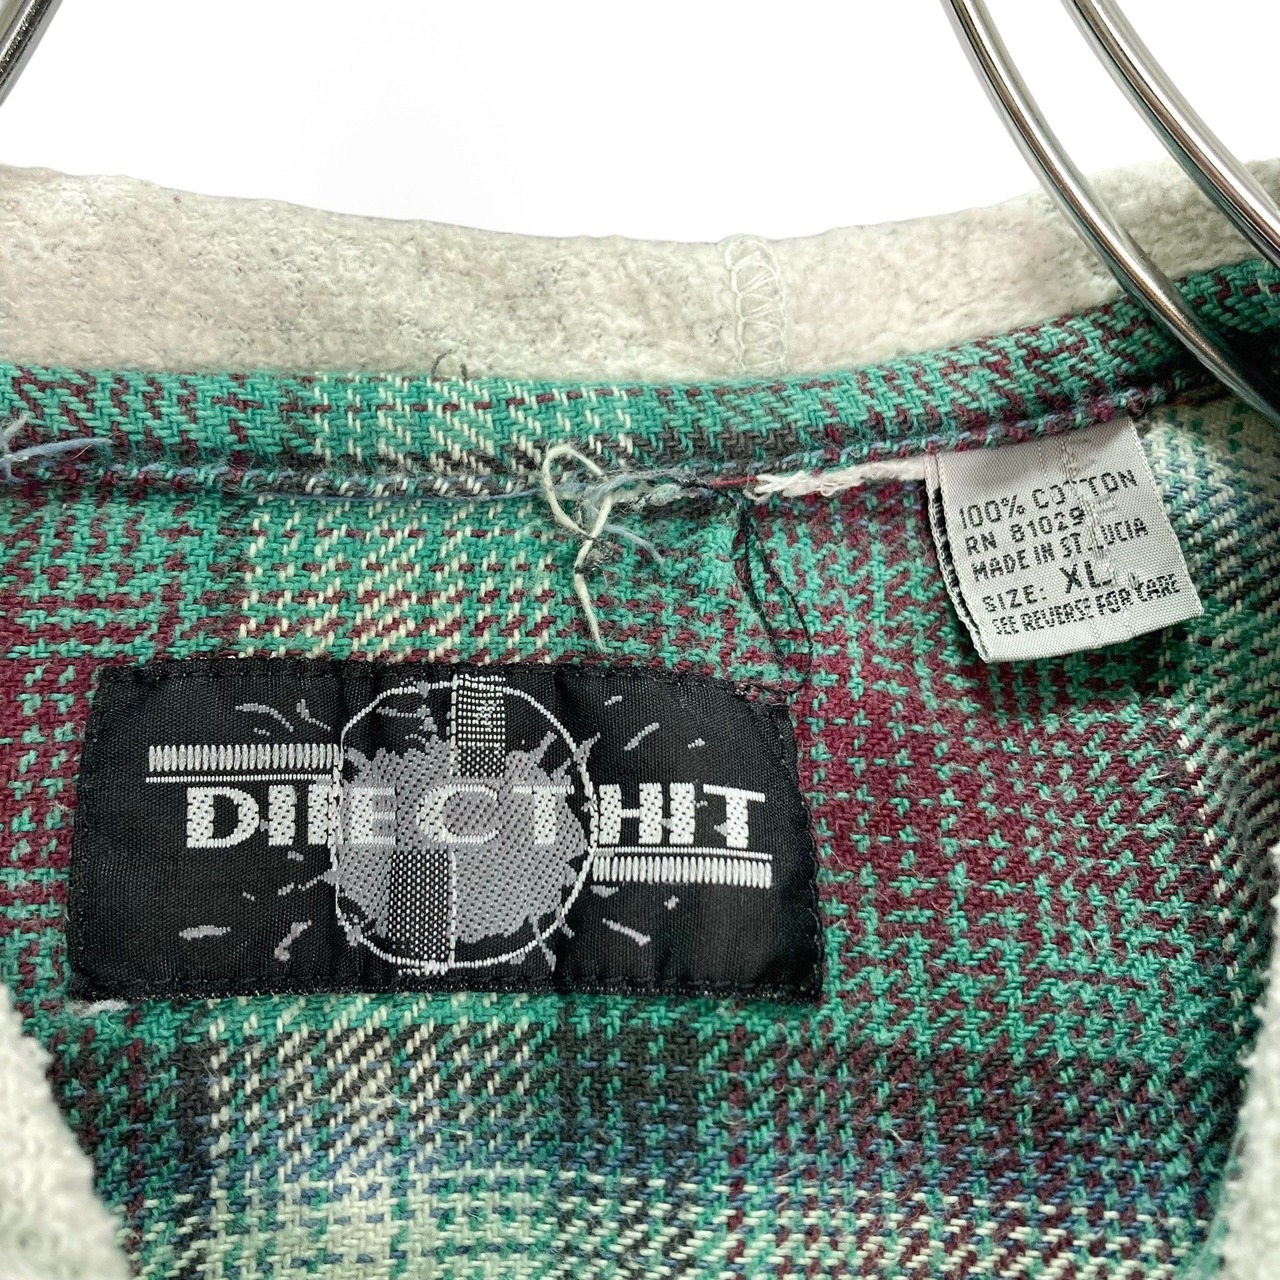 100% COTTON
RN 81029
MADE IN ST. LUCIA
SIZE: XL
SEE REVERSE FOR CARE
DIRECT HIT